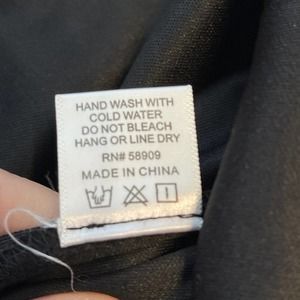 HAND WASH WITH
COLD WATER
DO NOT BLEACH
HANG OR LINE DRY
RN# 58909
MADE IN CHINA